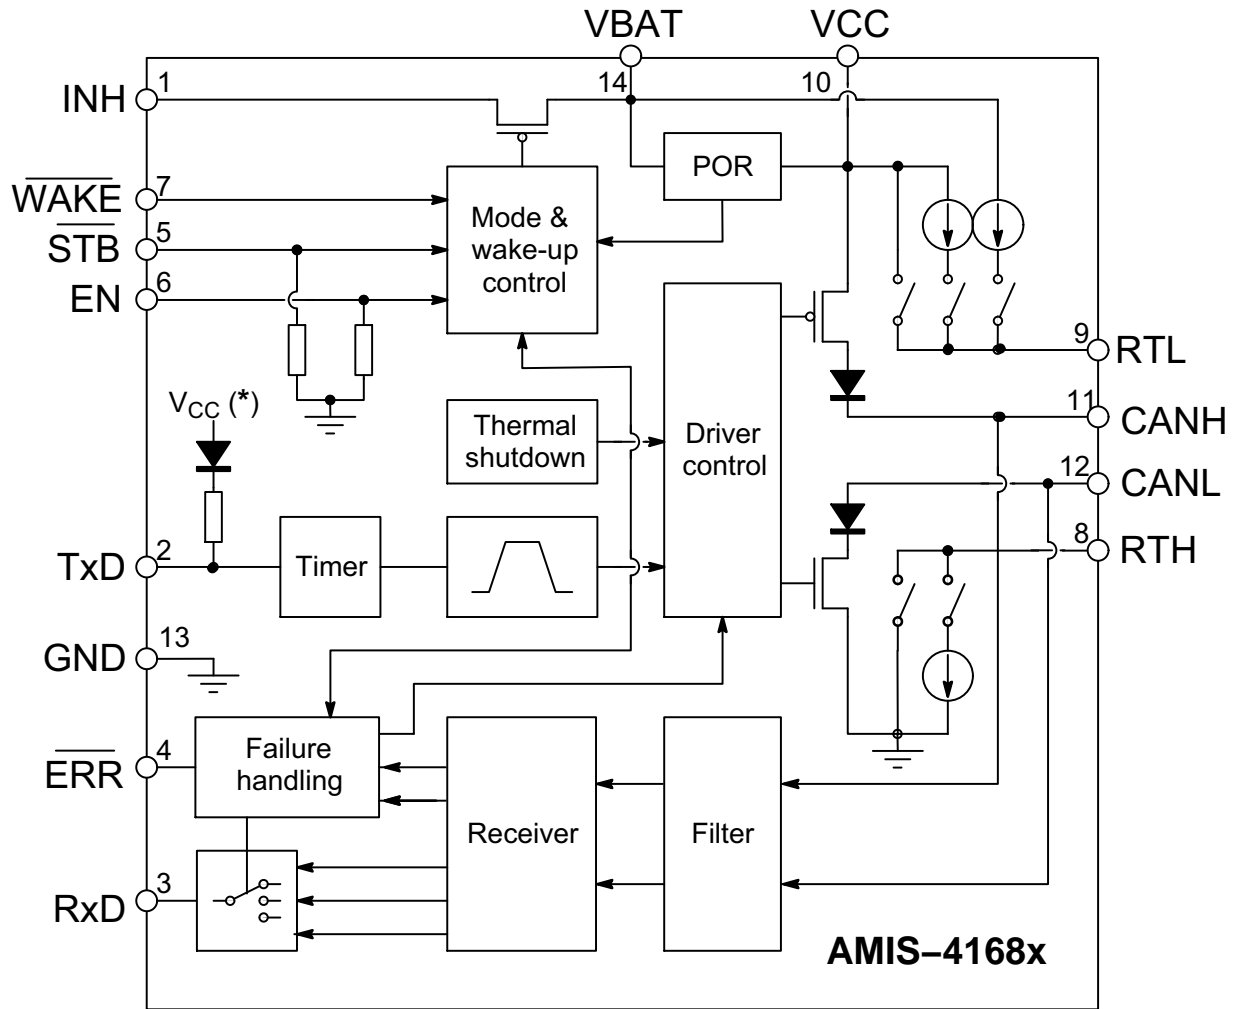 VBAT VCC
INH 1 14 10
WAKE 7
STB 5
EN 6
POR
Mode &
wake-up
control
9 RTL
VCC (*)
11 CANH
Thermal
shutdown
Driver
control
12 CANL
8 RTH
TxD 2
Timer
GND 13
ERR 4
Failure
handling
Receiver
Filter
RxD 3
AMIS–4168x